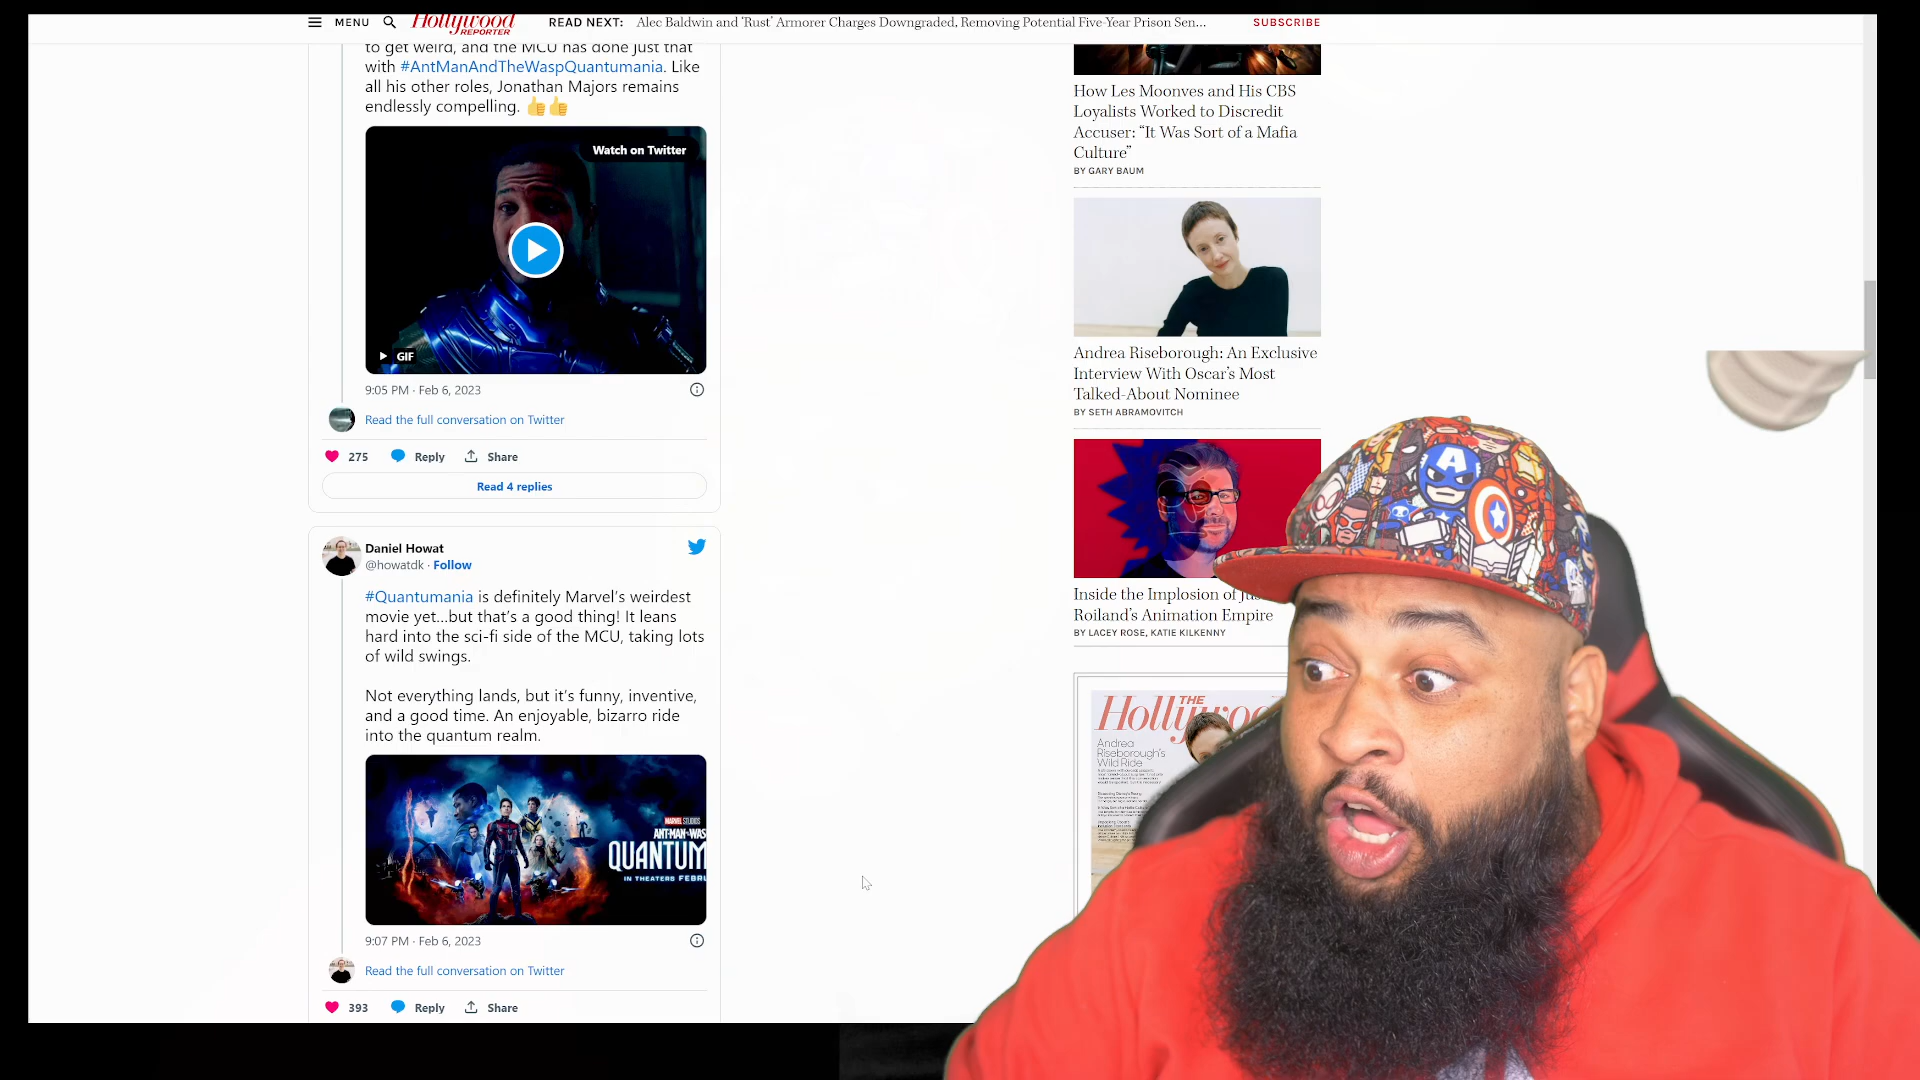 MENU
Hollywood
REPORTER
READ NEXT: Alec Baldwin and 'Rust' Armorer Charges Downgraded, Removing Potential Five-Year Prison Sen...
SUBSCRIBE
to get weird, and the MCU has done just that
with #AntManAndTheWaspQuantumania. Like
all his other roles, Jonathan Majors remains
endlessly compelling. 👍👍
Watch on Twitter
GIF
9:05 PM · Feb 6, 2023
Read the full conversation on Twitter
275 Reply Share
Read 4 replies
Daniel Howat
@howatdk · Follow
#Quantumania is definitely Marvel's weirdest
movie yet...but that's a good thing! It leans
hard into the sci-fi side of the MCU, taking lots
of wild swings.
Not everything lands, but it's funny, inventive,
and a good time. An enjoyable, bizarro ride
into the quantum realm.
MARVEL STUDIOS
ANT-MAN AND WAS
QUANTUM
IN THEATERS FEBRU
9:07 PM · Feb 6, 2023
Read the full conversation on Twitter
393 Reply Share
How Les Moonves and His CBS
Loyalists Worked to Discredit
Accuser: “It Was Sort of a Mafia
Culture”
BY GARY BAUM
Andrea Riseborough: An Exclusive
Interview With Oscar's Most
Talked-About Nominee
BY SETH ABRAMOVITCH
Inside the Implosion of Ju
Roiland's Animation Empire
BY LACEY ROSE, KATIE KILKENNY
THE
Hollywoo
Andrea
Riseborough's
Wild Ride
A